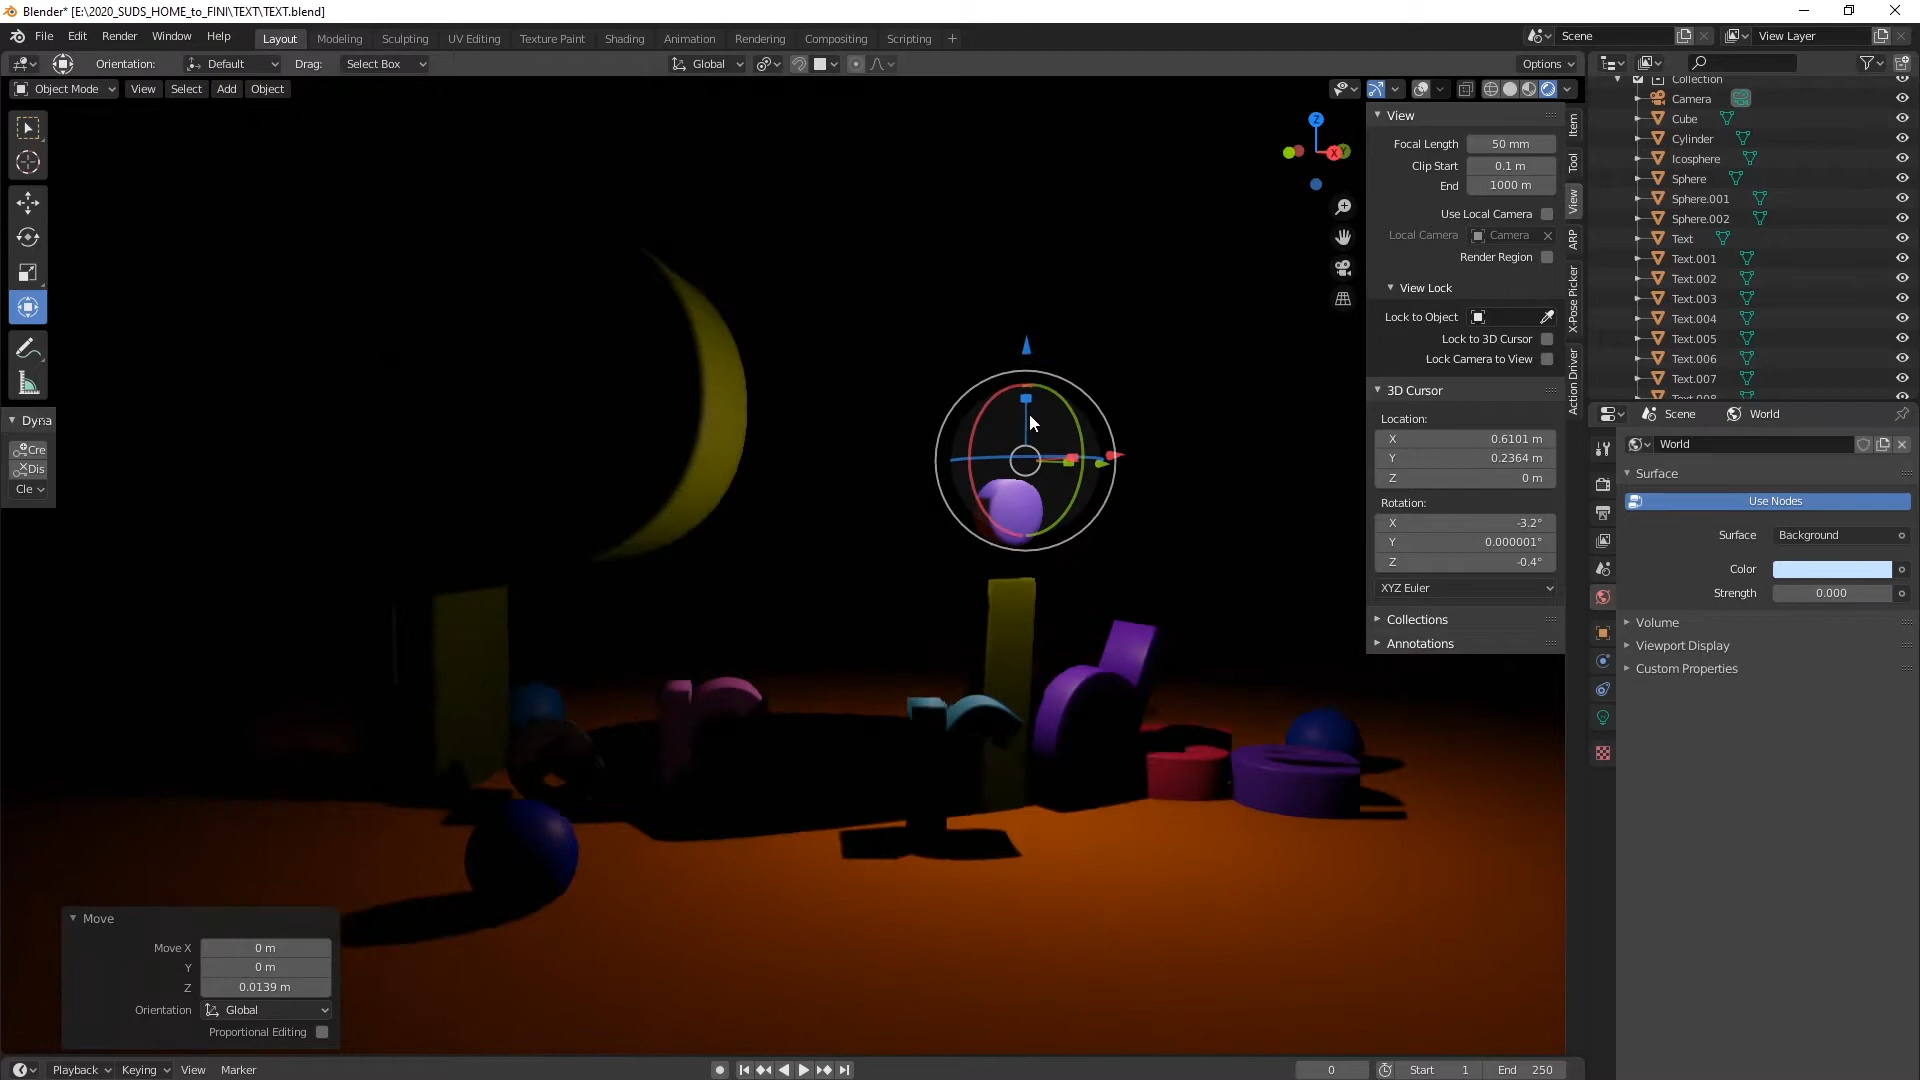 Blender* [E:\2020_SUDS_HOME_to_FINI\TEXT\TEXT.blend]
File Edit Render Window Help Layout Modeling Sculpting UV Editing Texture Paint Shading Animation Rendering Compositing Scripting + Scene View Layer
Orientation: Default Drag: Select Box Global Options
Object Mode View Select Add Object
Z
X Y
View
Focal Length 50 mm
Clip Start 0.1 m
End 1000 m
Use Local Camera
Local Camera Camera
Render Region
View Lock
Lock to Object
Lock to 3D Cursor
Lock Camera to View
3D Cursor
Location:
X 0.6101 m
Y 0.2364 m
Z 0 m
Rotation:
X -3.2°
Y 0.000001°
Z -0.4°
XYZ Euler
Collections
Annotations
Item
Tool
View
ARP
X-Pose Picker
Action Driver
Collection
Camera
Cube
Cylinder
Icosphere
Sphere
Sphere.001
Sphere.002
Text
Text.001
Text.002
Text.003
Text.004
Text.005
Text.006
Text.007
Text.008
Scene World
World
Surface
Use Nodes
Surface Background
Color
Strength 0.000
Volume
Viewport Display
Custom Properties
Dyna
Cre
Dis
Cle
Move
Move X 0 m
Y 0 m
Z 0.0139 m
Orientation Global
Proportional Editing
Playback Keying View Marker 0 Start 1 End 250